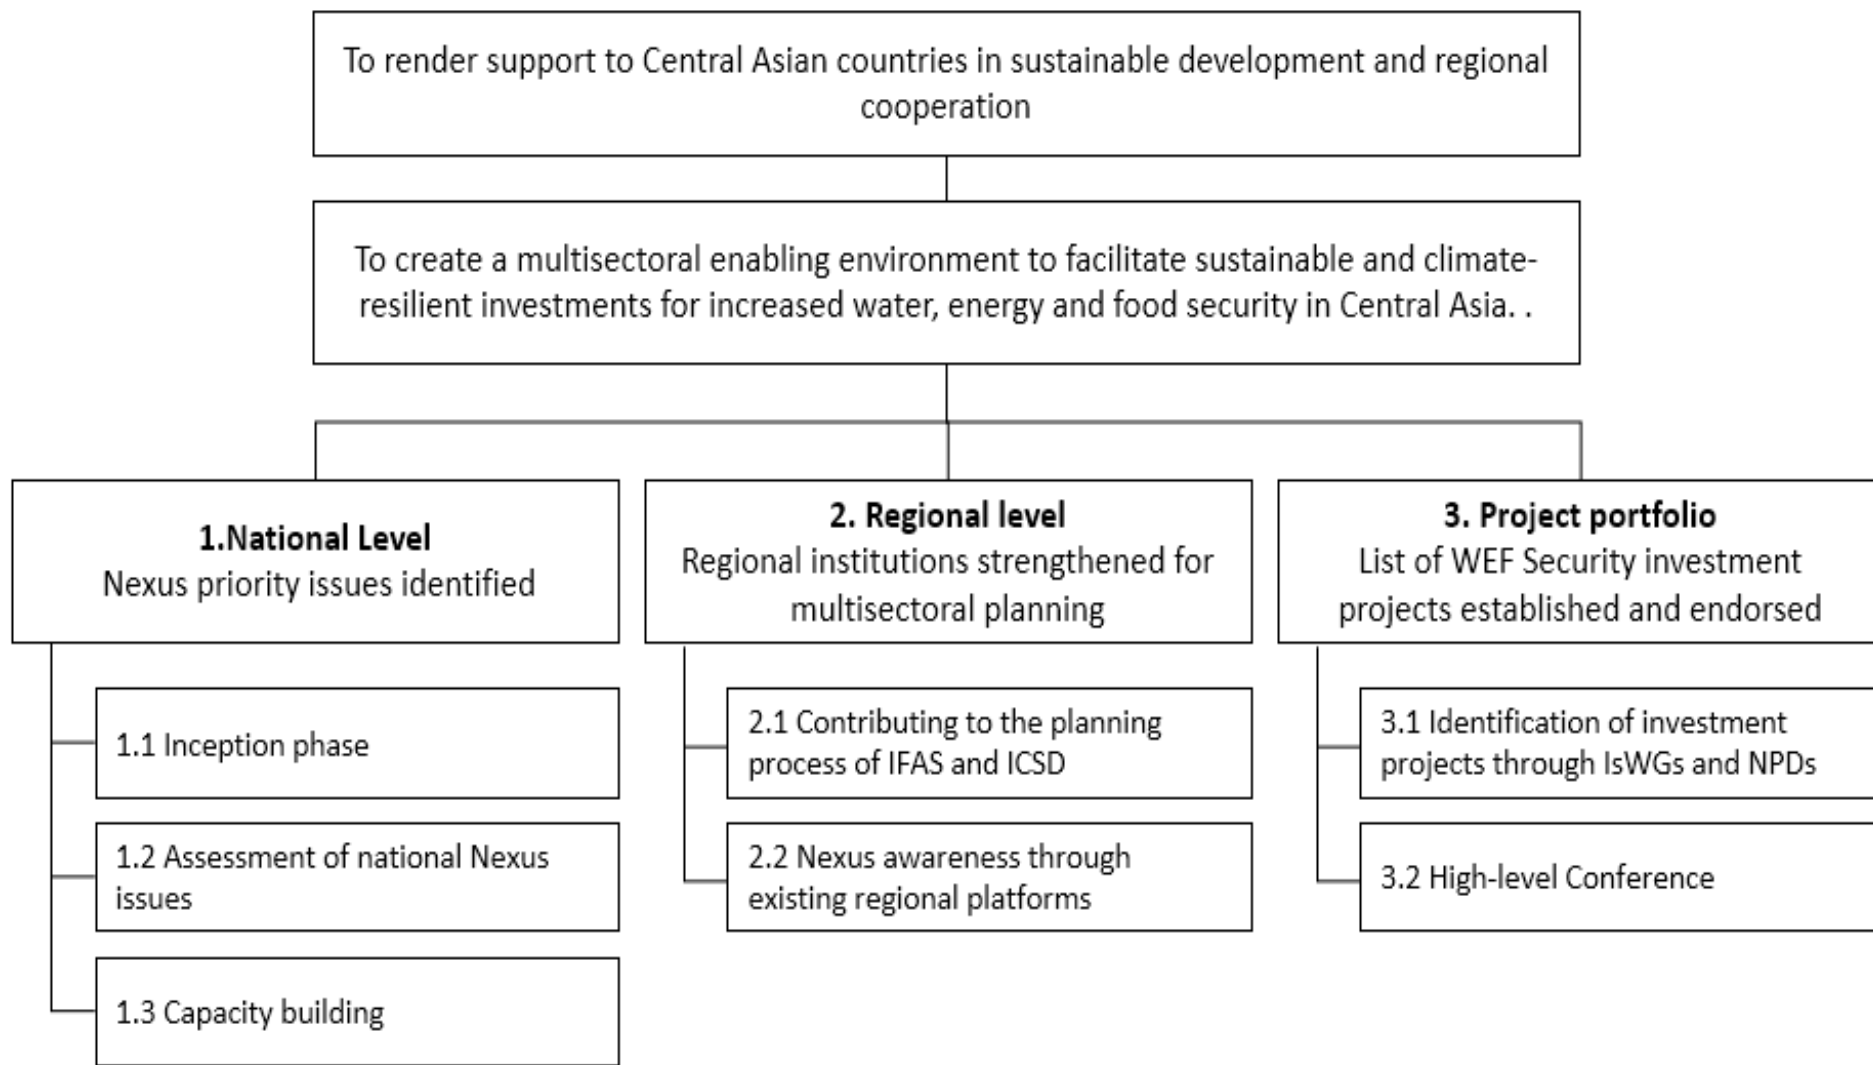 To render support to Central Asian countries in sustainable development and regional
cooperation
To create a multisectoral enabling environment to facilitate sustainable and climate-
resilient investments for increased water, energy and food security in Central Asia. .
1.National Level
Nexus priority issues identified
1.1 Inception phase
1.2 Assessment of national Nexus
issues
1.3 Capacity building
2. Regional level
Regional institutions strengthened for
multisectoral planning
2.1 Contributing to the planning
process of IFAS and ICSD
2.2 Nexus awareness through
existing regional platforms
3. Project portfolio
List of WEF Security investment
projects established and endorsed
3.1 Identification of investment
projects through IsWGs and NPDs
3.2 High-level Conference